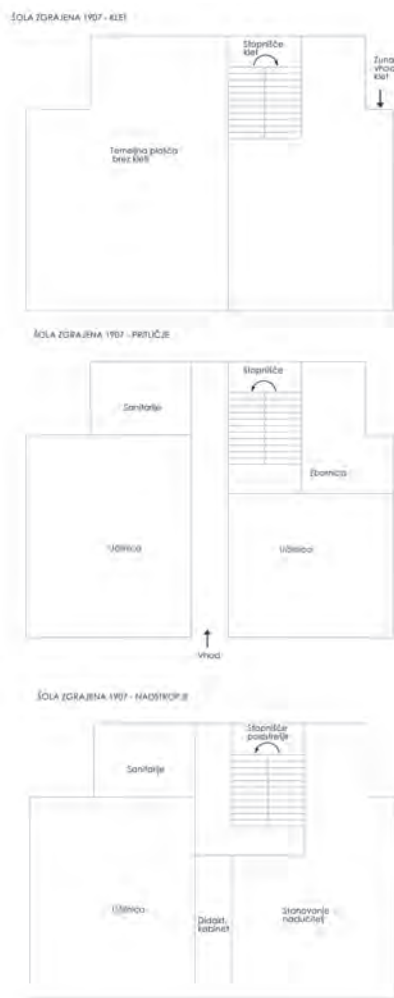 ŠOLA ZGRAJENA 1907 - KLET
Stopnišče
klet
Zuna
vhod
klet
Temeljna plošča
brez kleti
ŠOLA ZGRAJENA 1907 - PRITLIČJE
Stopnišče
Sanitarije
Zbornica
Učilnica
Učilnica
Vhod
ŠOLA ZGRAJENA 1907 - NADSTROPJE
Stopnišče
podstrešje
Sanitarije
Učilnica
Didakt.
kabinet
Stanovanje
nadučitelj